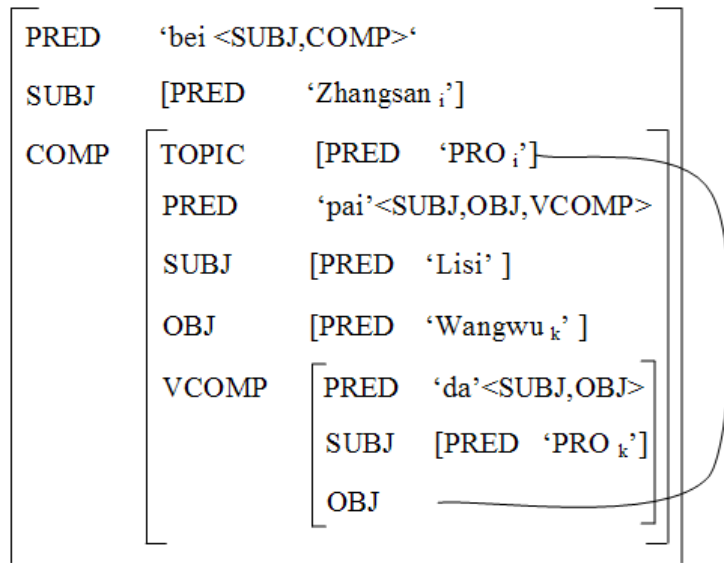 PRED ‘bei <SUBJ,COMP>‘
SUBJ [PRED ‘Zhangsan i’]
COMP TOPIC [PRED ‘PRO i’]
PRED ‘pai’<SUBJ,OBJ,VCOMP>
SUBJ [PRED ‘Lisi’ ]
OBJ [PRED ‘Wangwu k’ ]
VCOMP PRED ‘da’<SUBJ,OBJ>
SUBJ [PRED ‘PRO k’]
OBJ